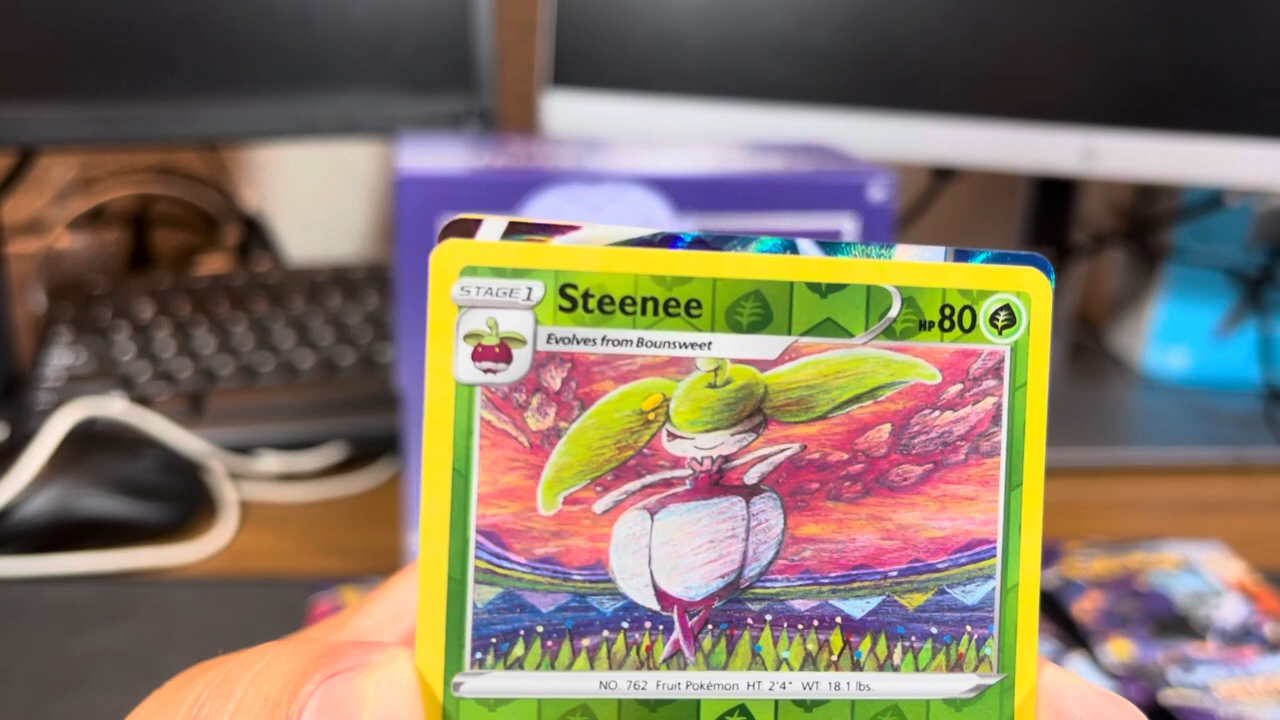 STAGE 1
Steenee
HP 80
Evolves from Bounsweet
NO. 762 Fruit Pokémon HT: 2'4" WT: 18.1 lbs.